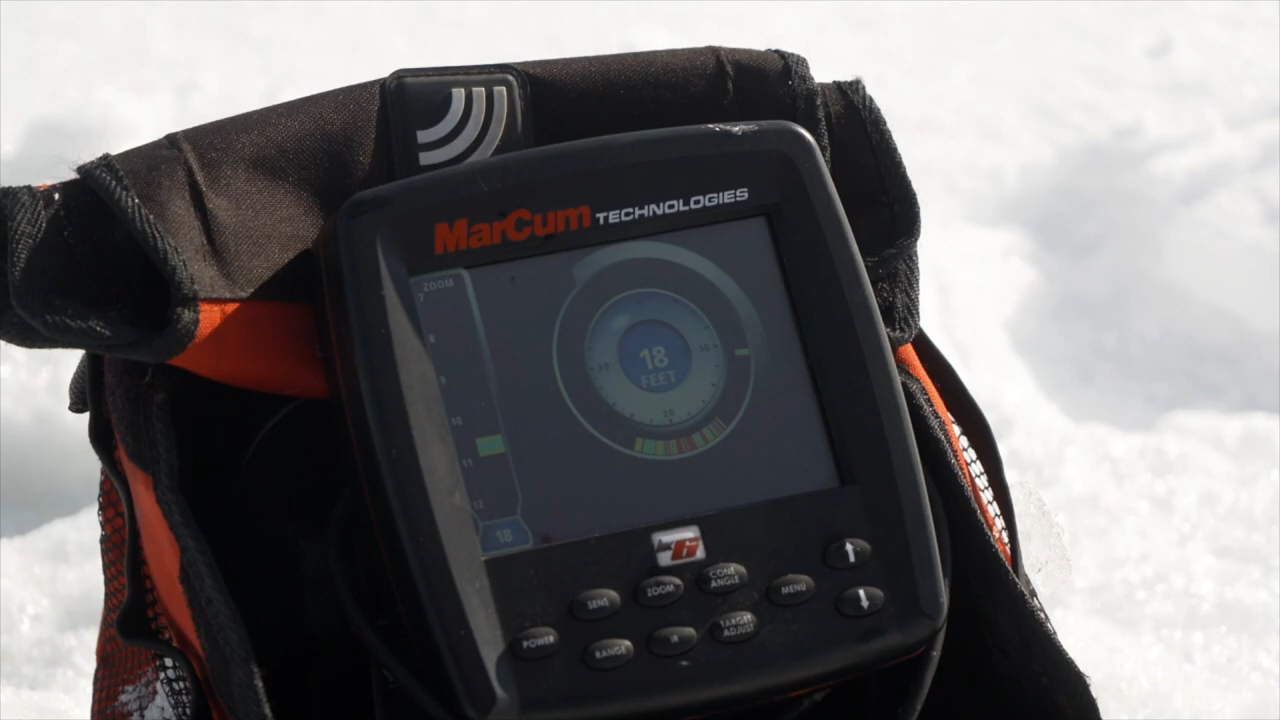 MarCum TECHNOLOGIES
ZOOM
7
8
9
10
11
12
18
18
FEET
10
20
SENS
ZOOM
CONE ANGLE
MENU
POWER
RANGE
IR
TARGET ADJUST